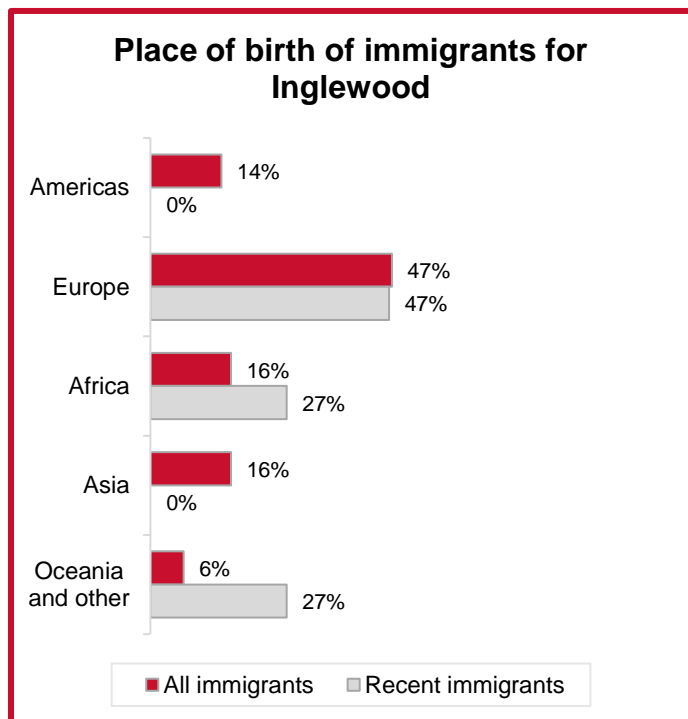 Place of birth of immigrants for
Inglewood
Americas
14%
0%
Europe
47%
47%
Africa
16%
27%
Asia
16%
0%
Oceania
and other
6%
27%
All immigrants
Recent immigrants